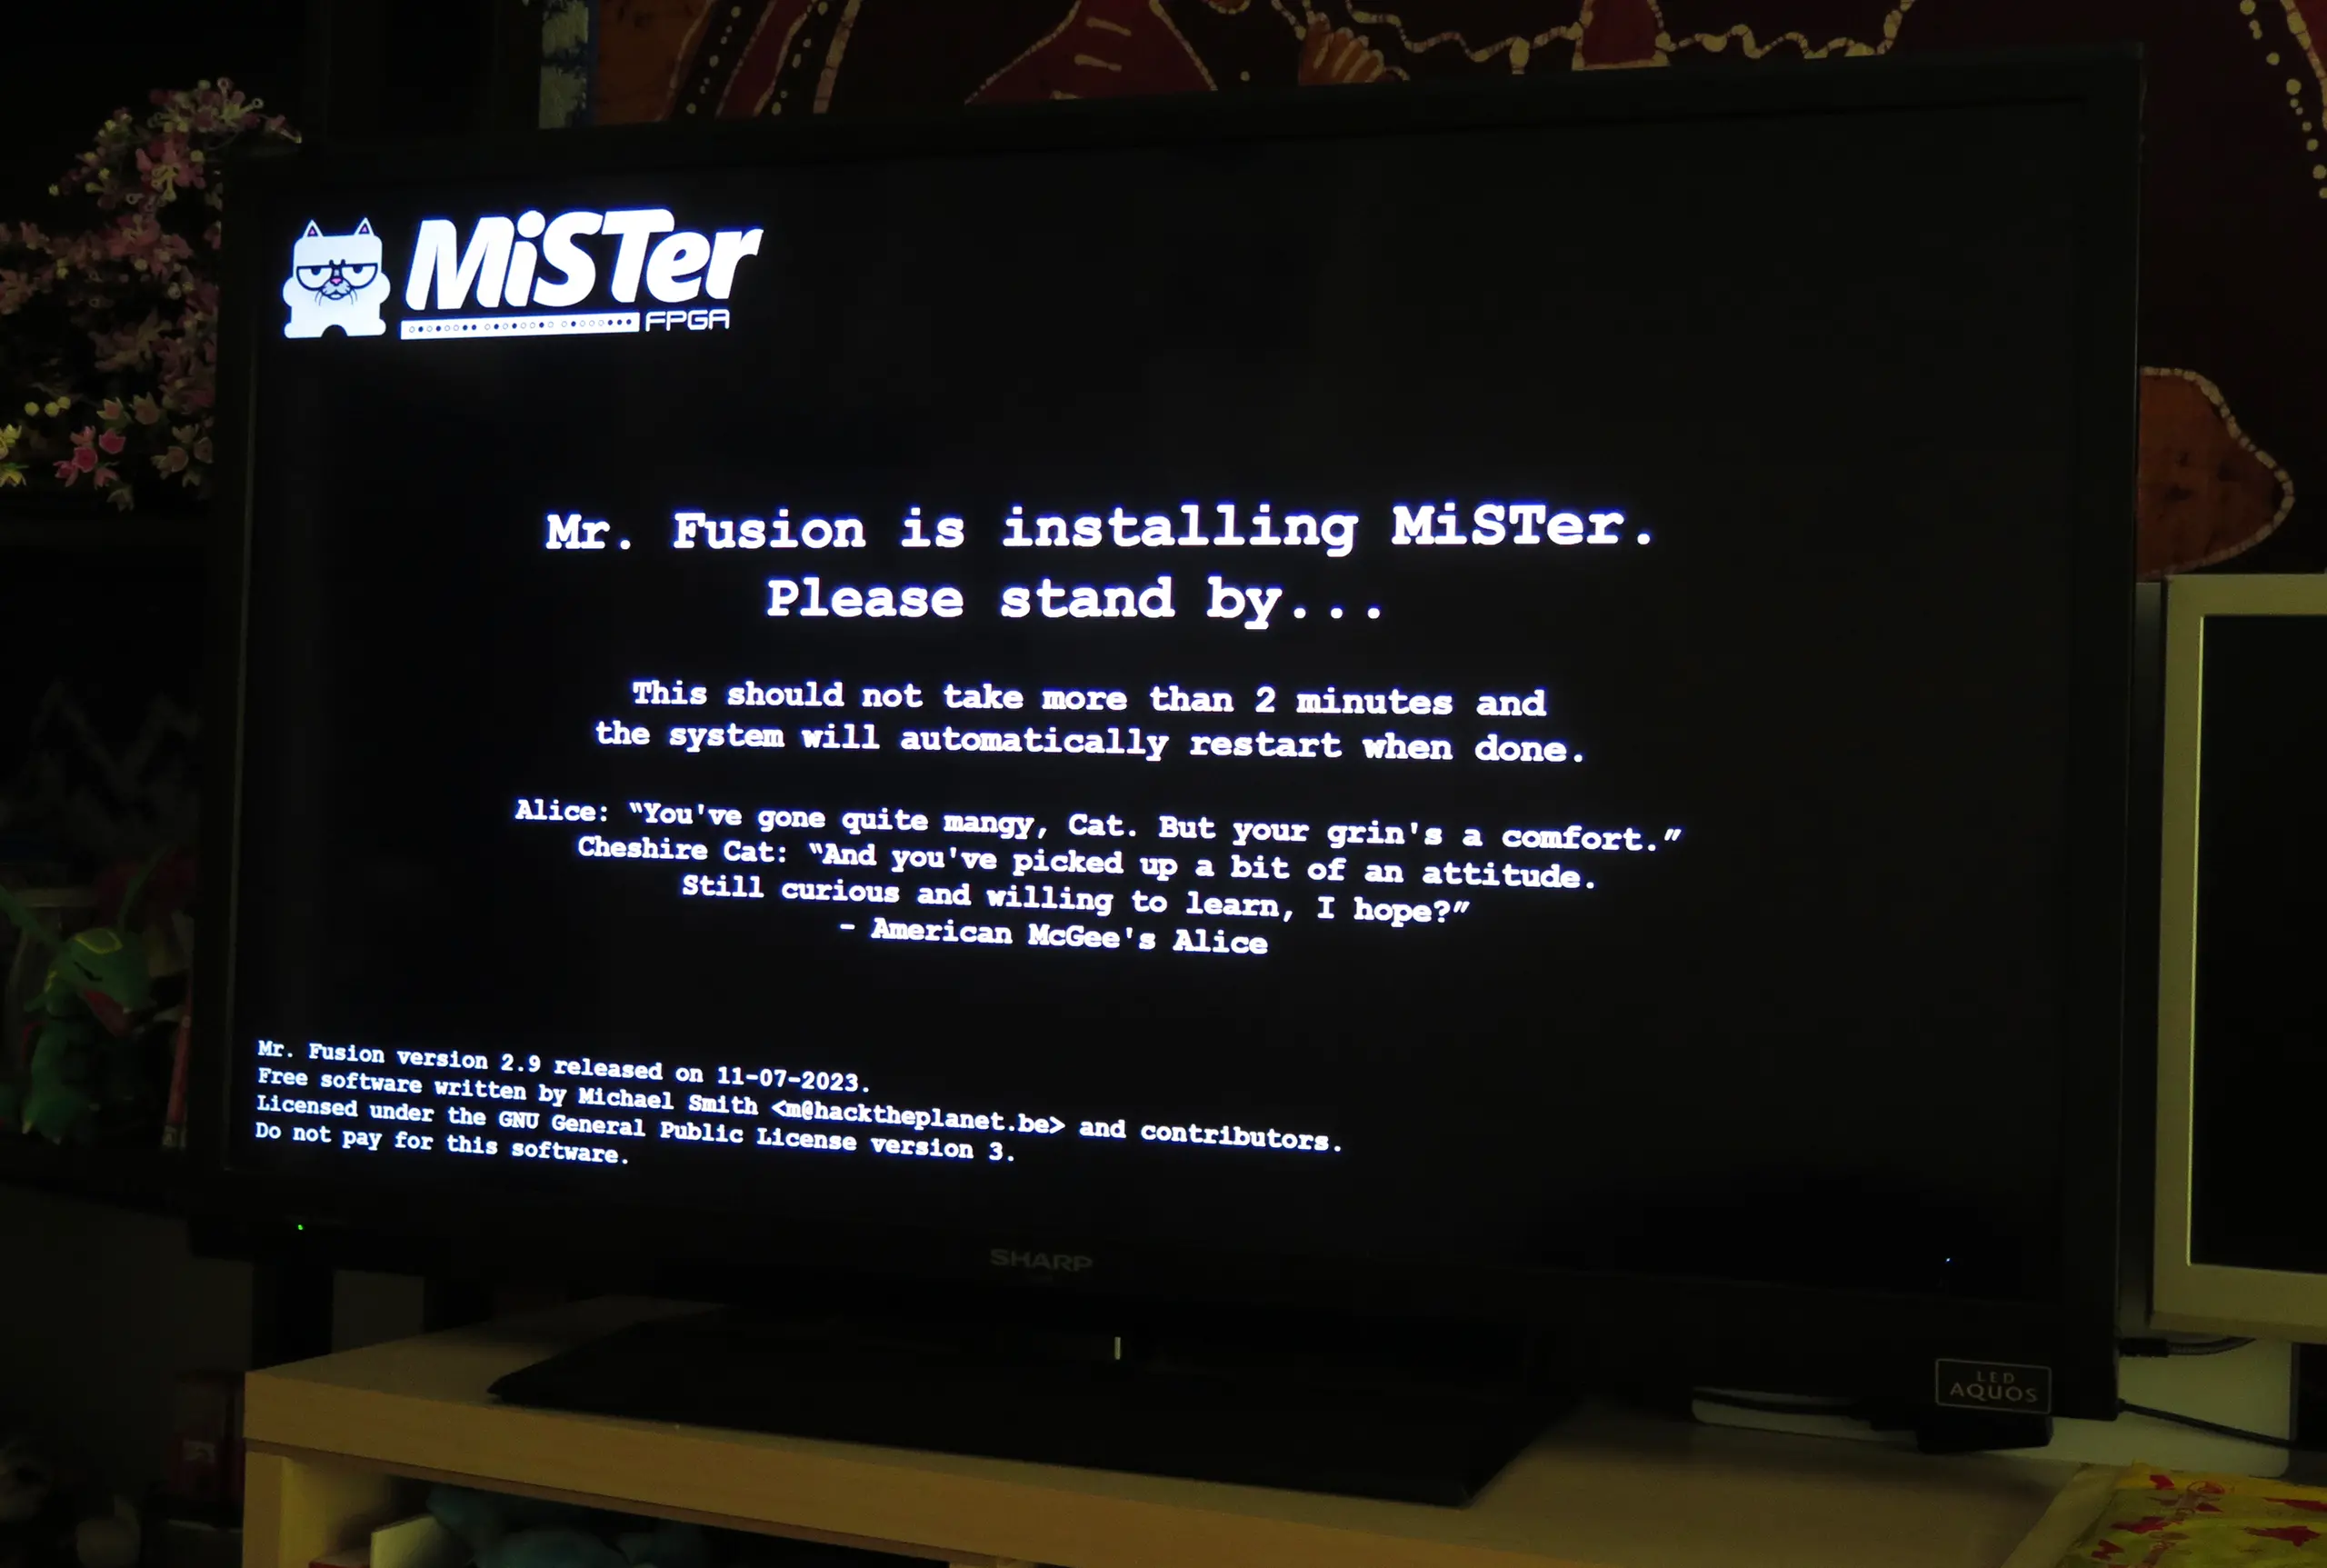 MiSTer
FPGA
Mr. Fusion is installing MiSTer.
Please stand by...
This should not take more than 2 minutes and
the system will automatically restart when done.
Alice: “You've gone quite mangy, Cat. But your grin's a comfort.”
Cheshire Cat: “And you've picked up a bit of an attitude.
Still curious and willing to learn, I hope?”
- American McGee's Alice
Mr. Fusion version 2.9 released on 11-07-2023.
Free software written by Michael Smith <m@hacktheplanet.be> and contributors.
Licensed under the GNU General Public License version 3.
Do not pay for this software.
SHARP
LED
AQUOS